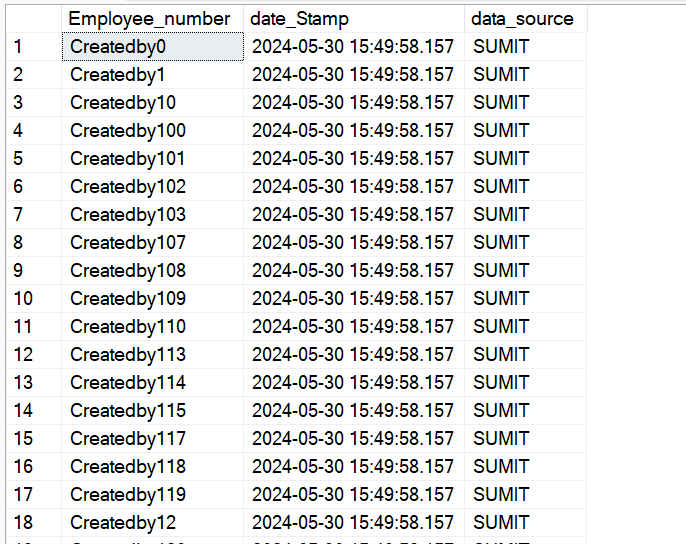 Employee_number date_Stamp data_source
1 Createdby0 2024-05-30 15:49:58.157 SUMIT
2 Createdby1 2024-05-30 15:49:58.157 SUMIT
3 Createdby10 2024-05-30 15:49:58.157 SUMIT
4 Createdby100 2024-05-30 15:49:58.157 SUMIT
5 Createdby101 2024-05-30 15:49:58.157 SUMIT
6 Createdby102 2024-05-30 15:49:58.157 SUMIT
7 Createdby103 2024-05-30 15:49:58.157 SUMIT
8 Createdby107 2024-05-30 15:49:58.157 SUMIT
9 Createdby108 2024-05-30 15:49:58.157 SUMIT
10 Createdby109 2024-05-30 15:49:58.157 SUMIT
11 Createdby110 2024-05-30 15:49:58.157 SUMIT
12 Createdby113 2024-05-30 15:49:58.157 SUMIT
13 Createdby114 2024-05-30 15:49:58.157 SUMIT
14 Createdby115 2024-05-30 15:49:58.157 SUMIT
15 Createdby117 2024-05-30 15:49:58.157 SUMIT
16 Createdby118 2024-05-30 15:49:58.157 SUMIT
17 Createdby119 2024-05-30 15:49:58.157 SUMIT
18 Createdby12 2024-05-30 15:49:58.157 SUMIT